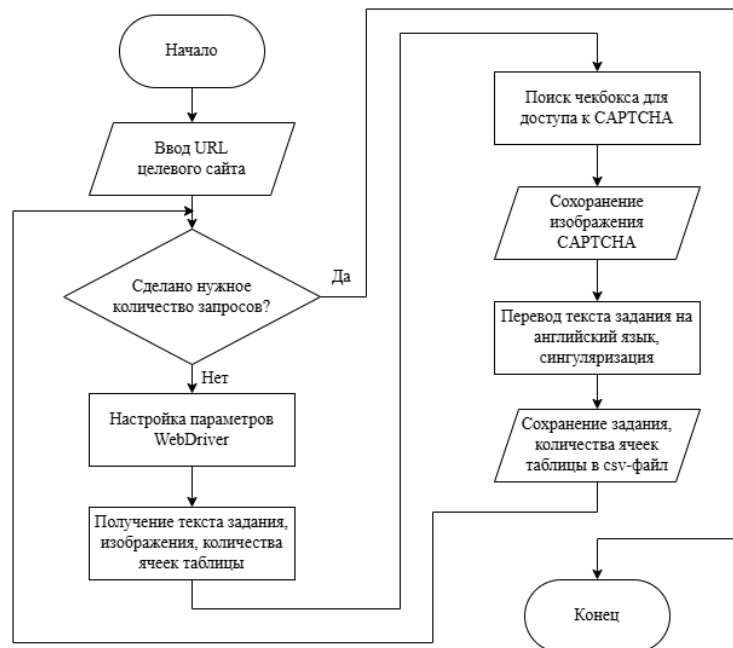 Начало
Ввод URL
целевого сайта
Сделано нужное
количество запросов?
Да
Нет
Настройка параметров
WebDriver
Получение текста задания,
изображения, количества
ячеек таблицы
Поиск чекбокса для
доступа к CAPTCHA
Сохоранение
изображения
CAPTCHA
Перевод текста задания на
английский язык,
сингуляризация
Сохранение задания,
количества ячеек
таблицы в csv-файл
Конец